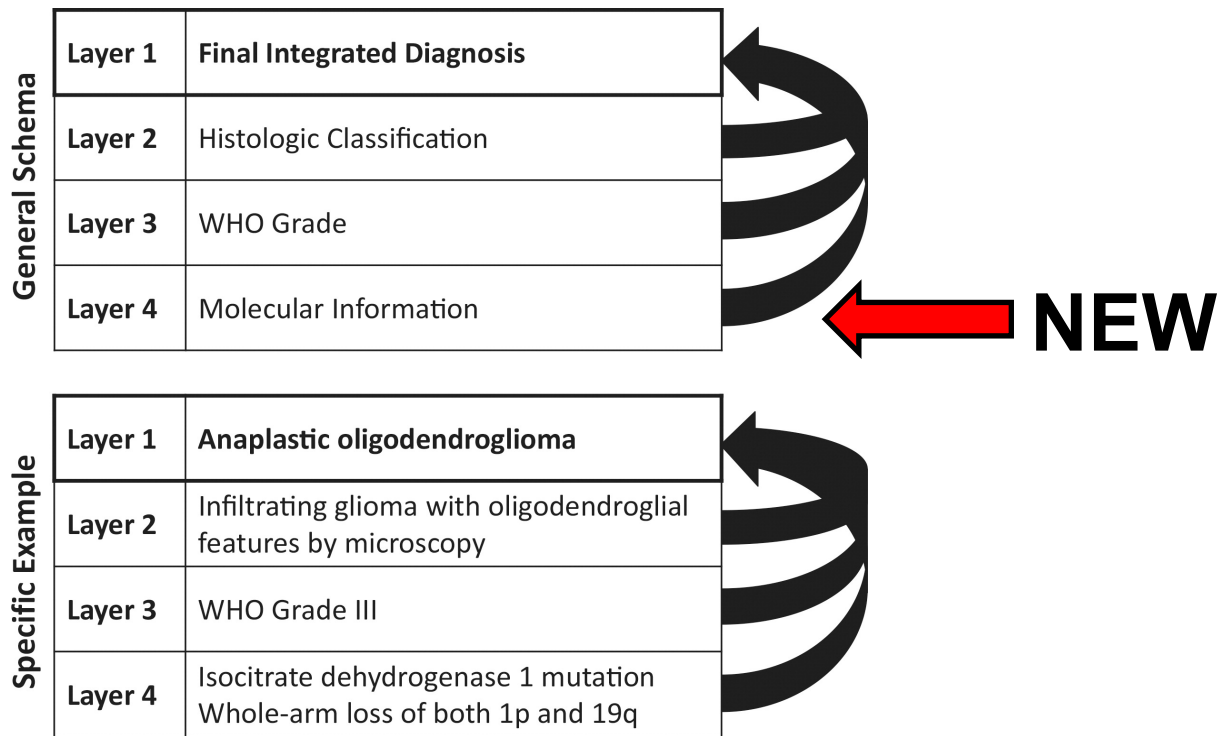 General Schema
Layer 1 Final Integrated Diagnosis
Layer 2 Histologic Classification
Layer 3 WHO Grade
Layer 4 Molecular Information
NEW
Specific Example
Layer 1 Anaplastic oligodendroglioma
Layer 2 Infiltrating glioma with oligodendroglial
features by microscopy
Layer 3 WHO Grade III
Layer 4 Isocitrate dehydrogenase 1 mutation
Whole-arm loss of both 1p and 19q